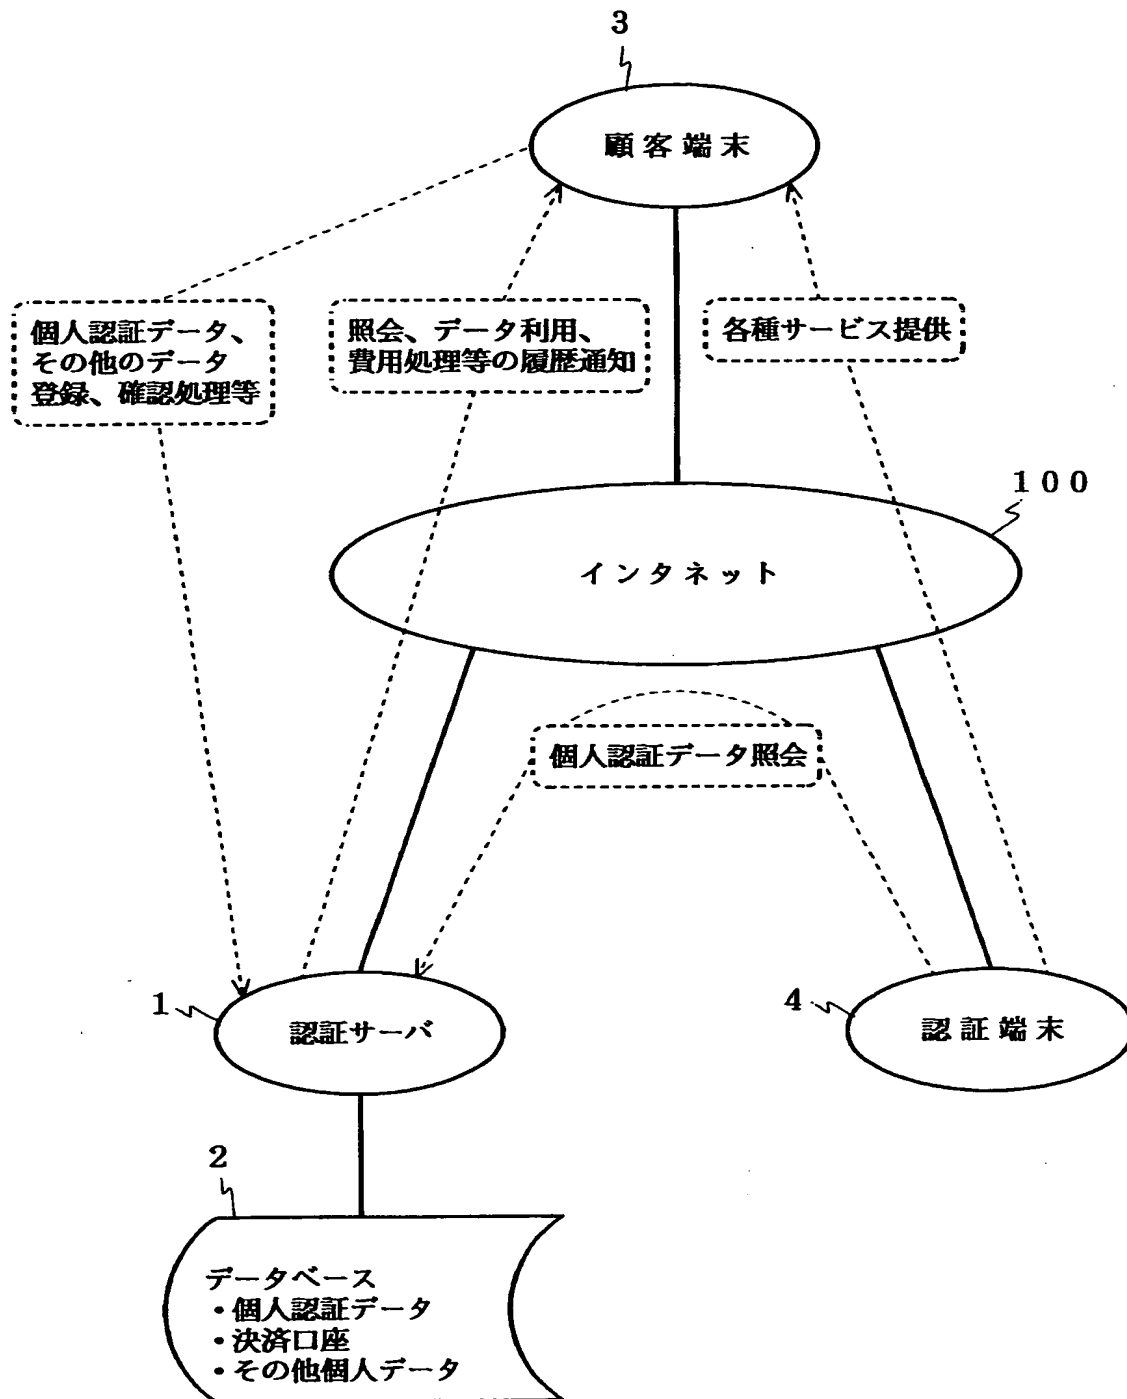 3
顧客端末
個人認証データ、
その他のデータ
登録、確認処理等
照会、データ利用、
費用処理等の履歴通知
各種サービス提供
100
インタネット
個人認証データ照会
1
認証サーバ
4
認証端末
2
データベース
・個人認証データ
・決済口座
・その他個人データ